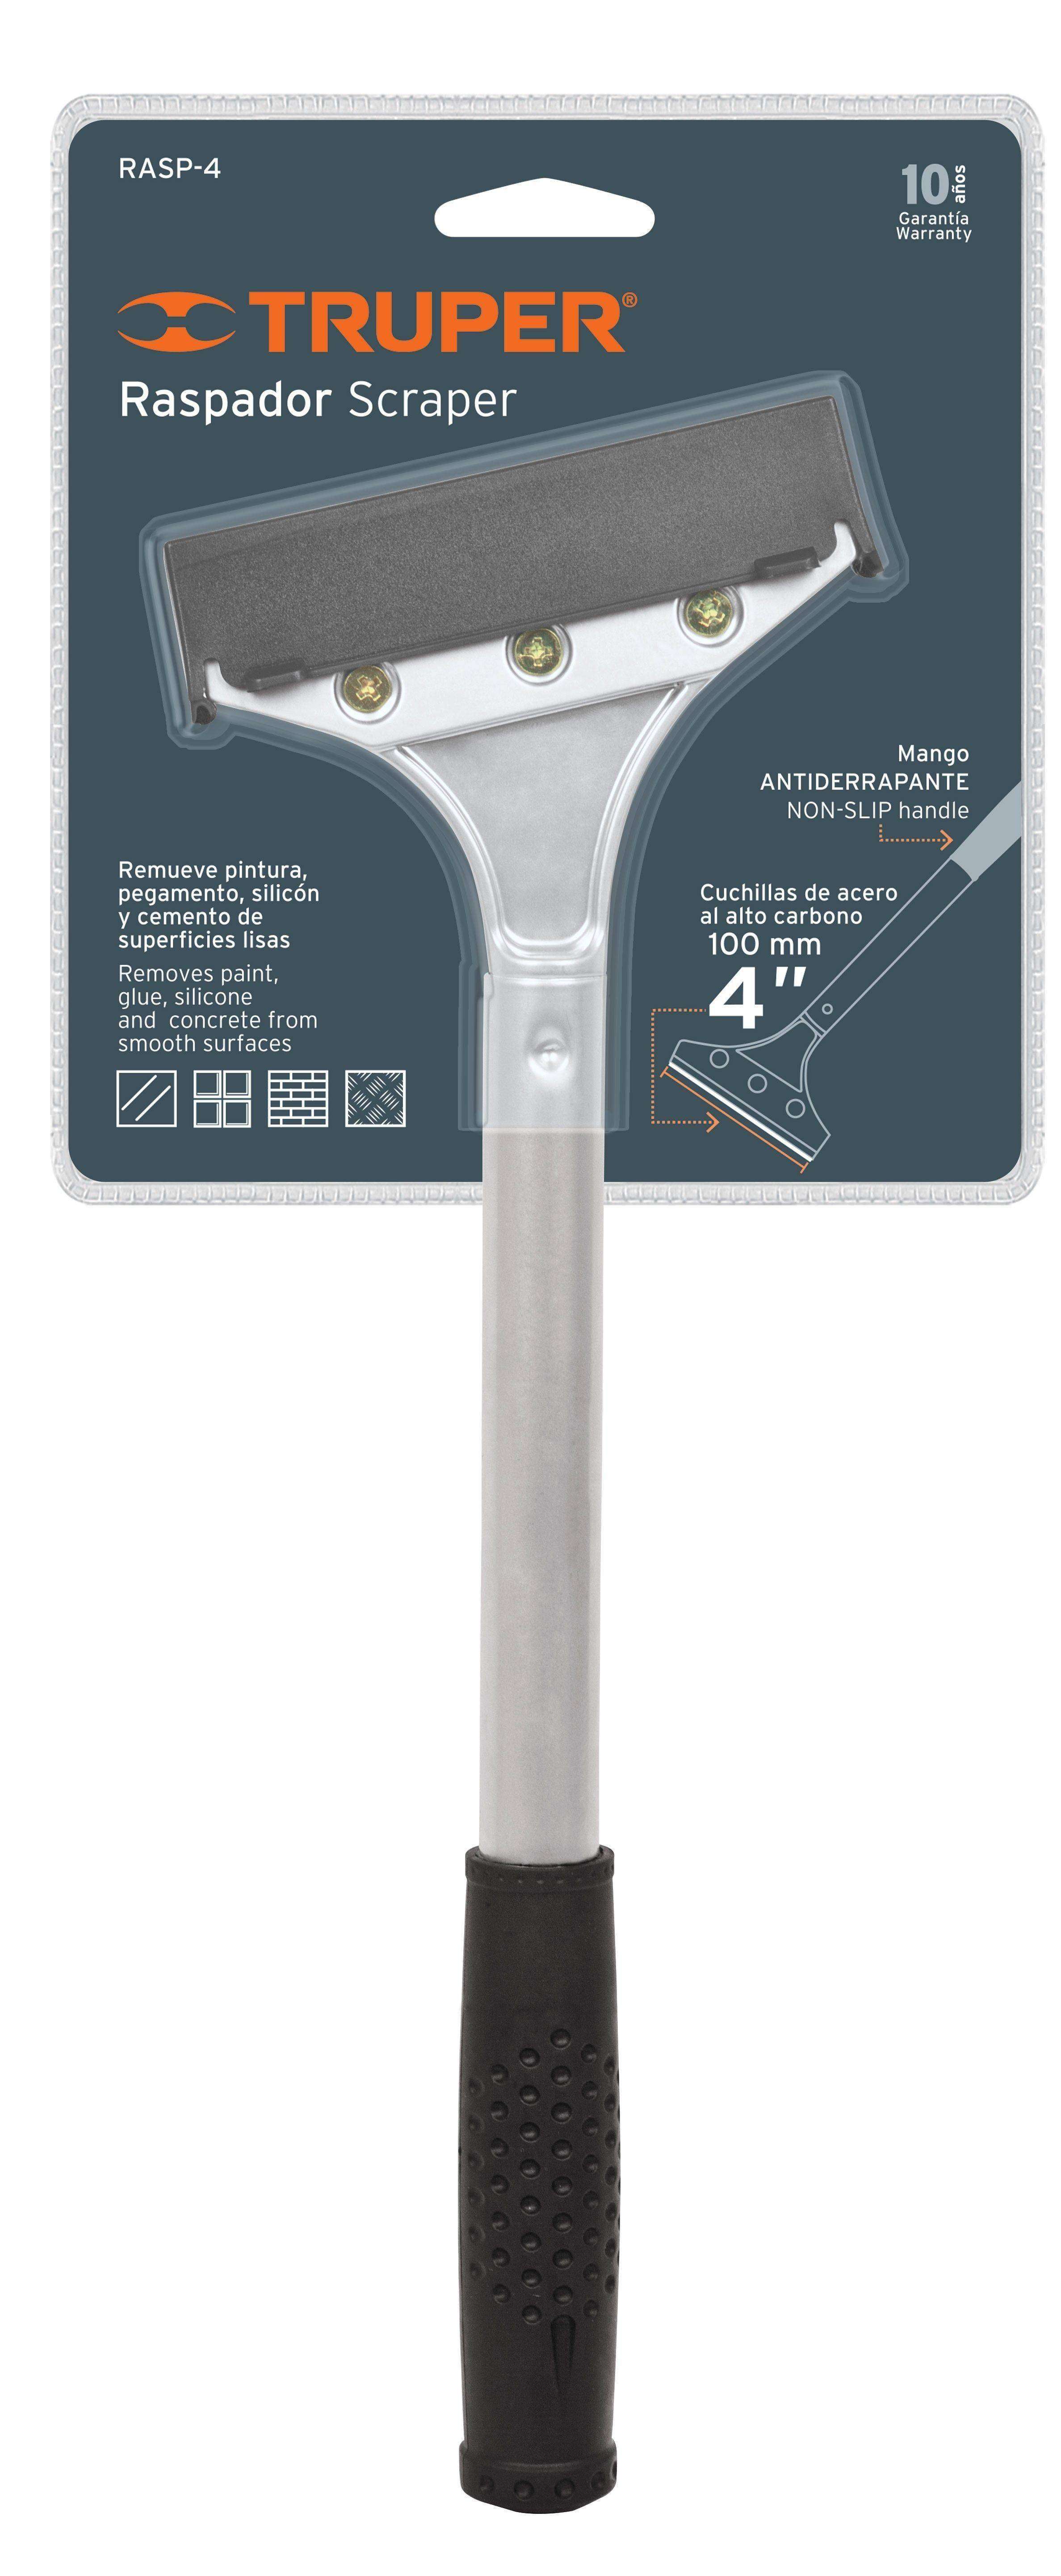 RASP-4
10 años
Garantía
Warranty
TRUPER®
Raspador Scraper
Mango
ANTIDERRAPANTE
NON-SLIP handle
Remueve pintura,
pegamento, silicón
y cemento de
superficies lisas
Removes paint,
glue, silicone
and concrete from
smooth surfaces
Cuchillas de acero
al alto carbono
100 mm
4"